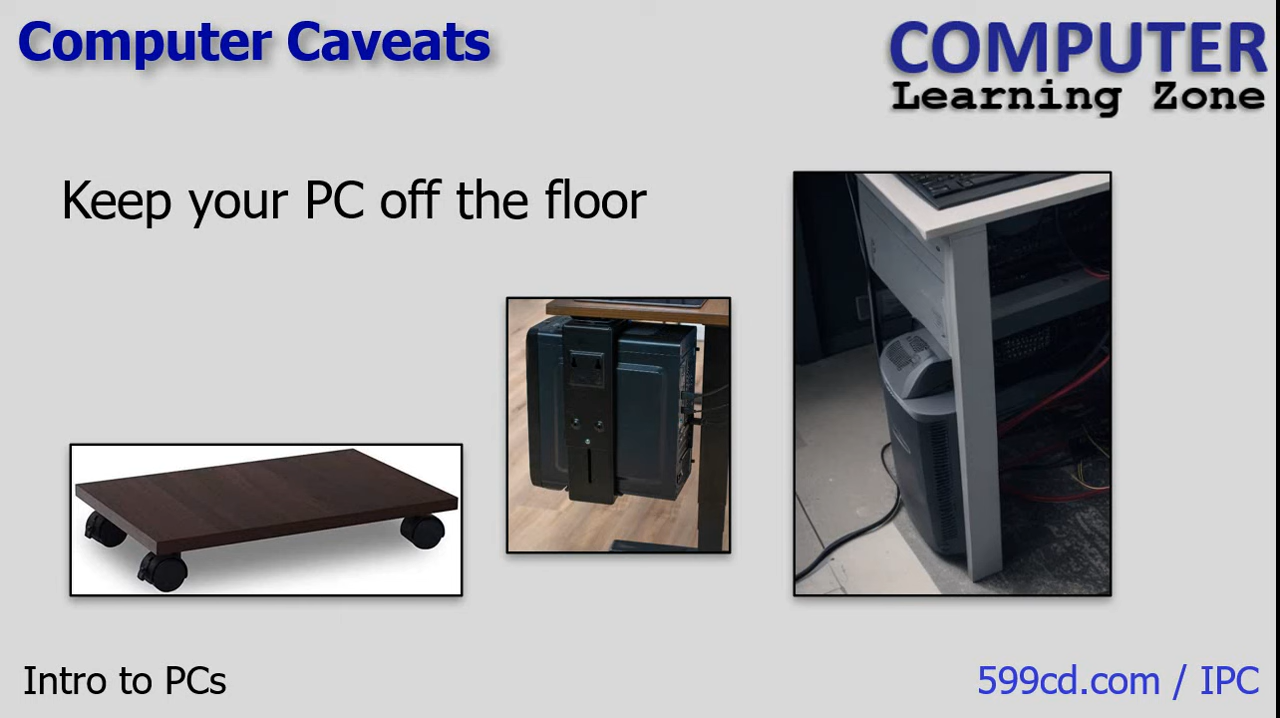 Computer Caveats
COMPUTER
Learning Zone
Keep your PC off the floor
Intro to PCs
599cd.com / IPC